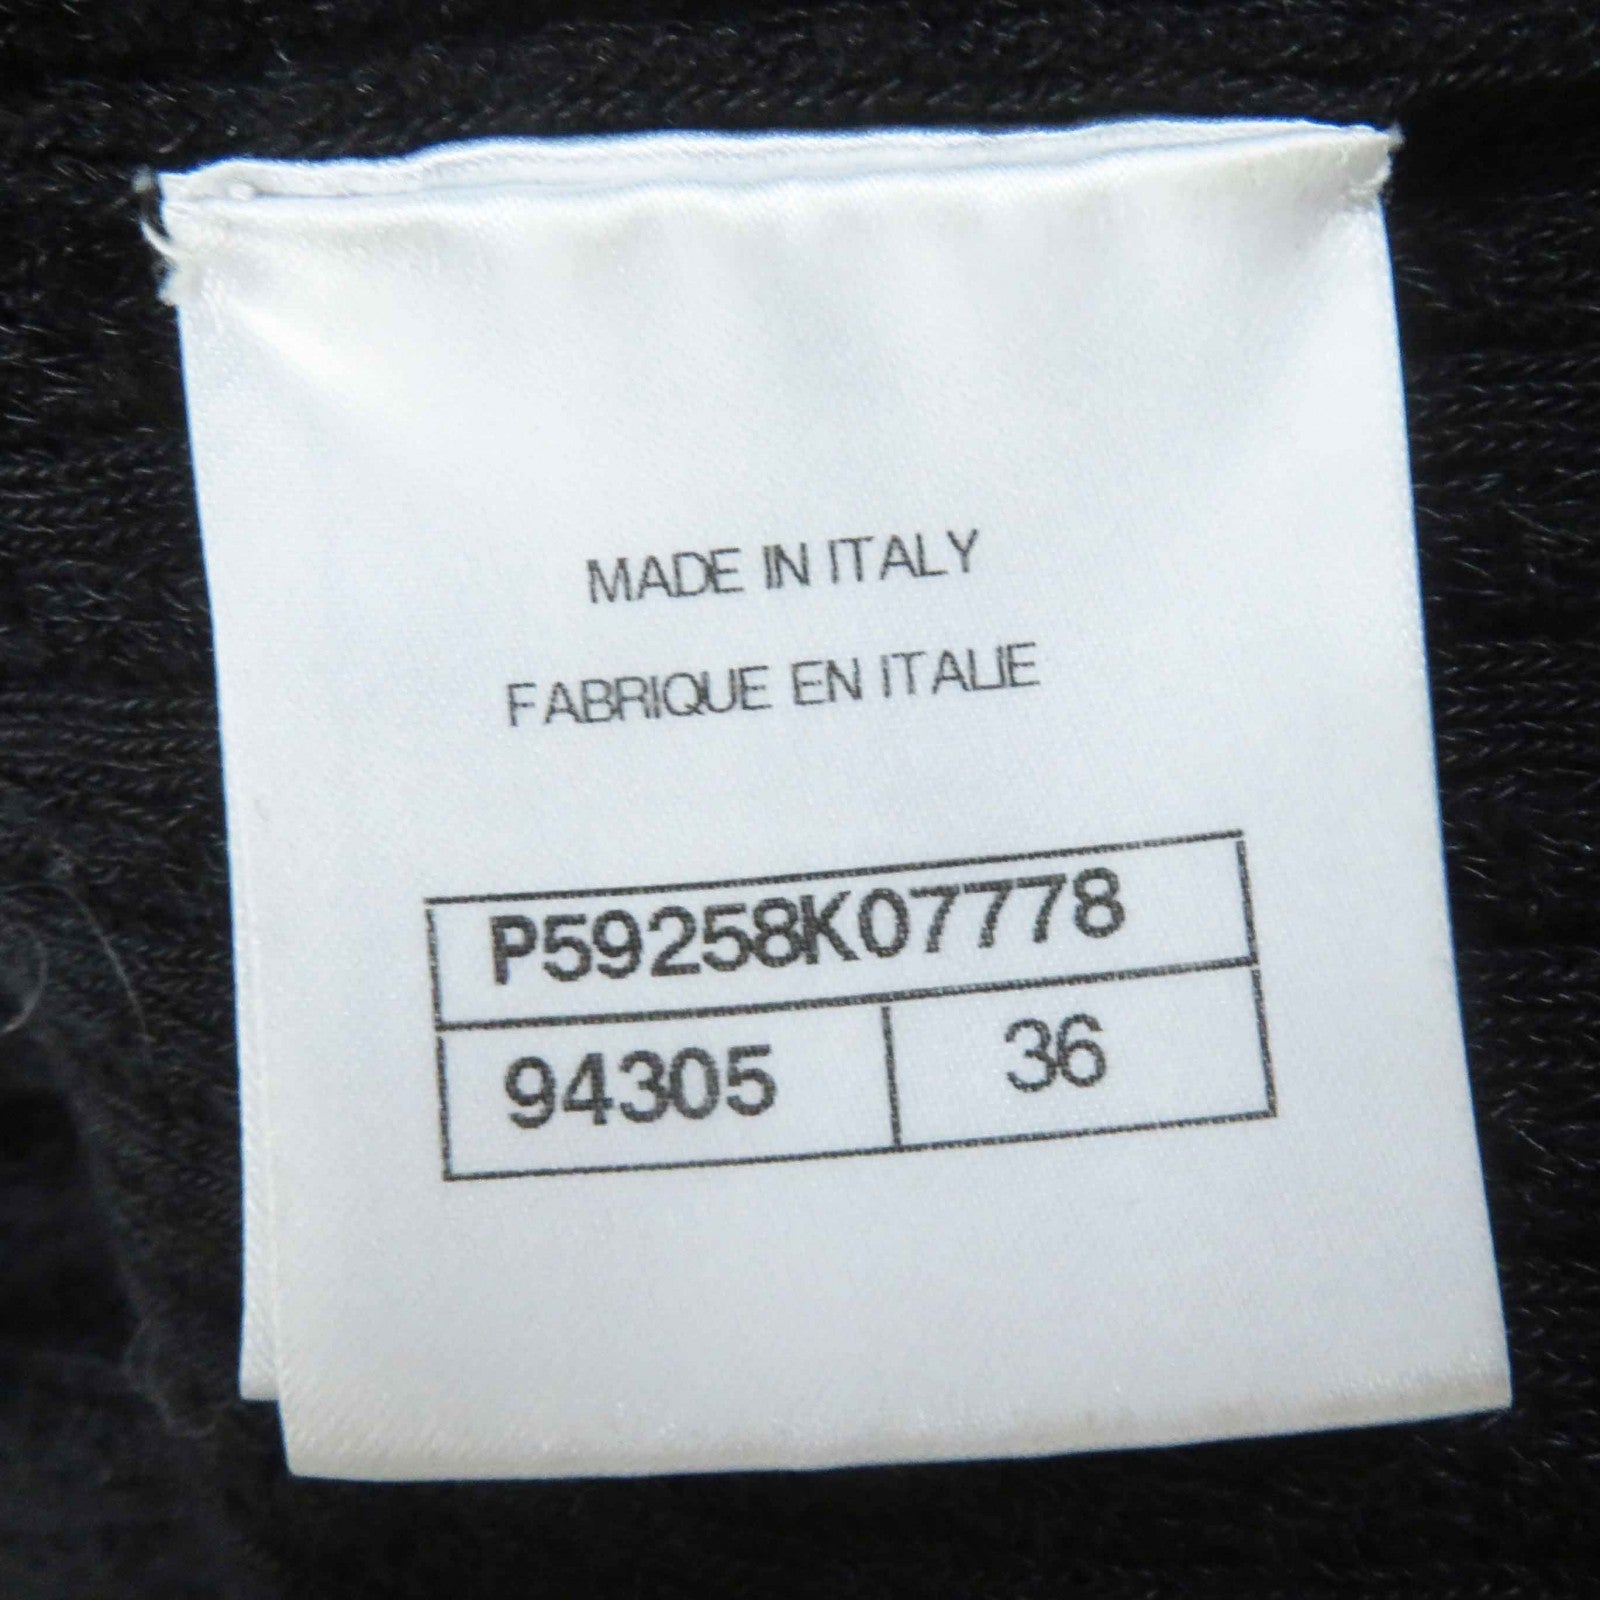 MADE IN ITALY
FABRIQUE EN ITALIE
P59258K07778
94305 36